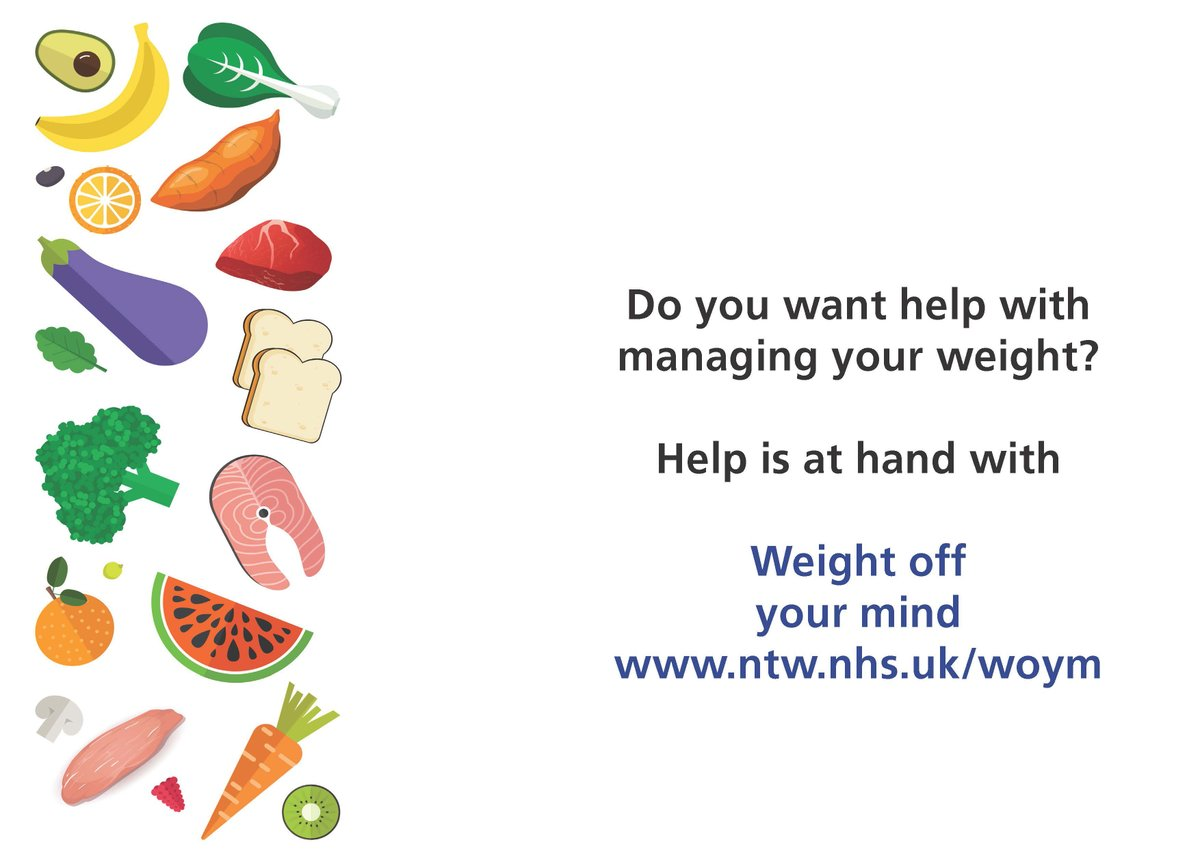 Do you want help with
managing your weight?
Help is at hand with
Weight off
your mind
www.ntw.nhs.uk/woym